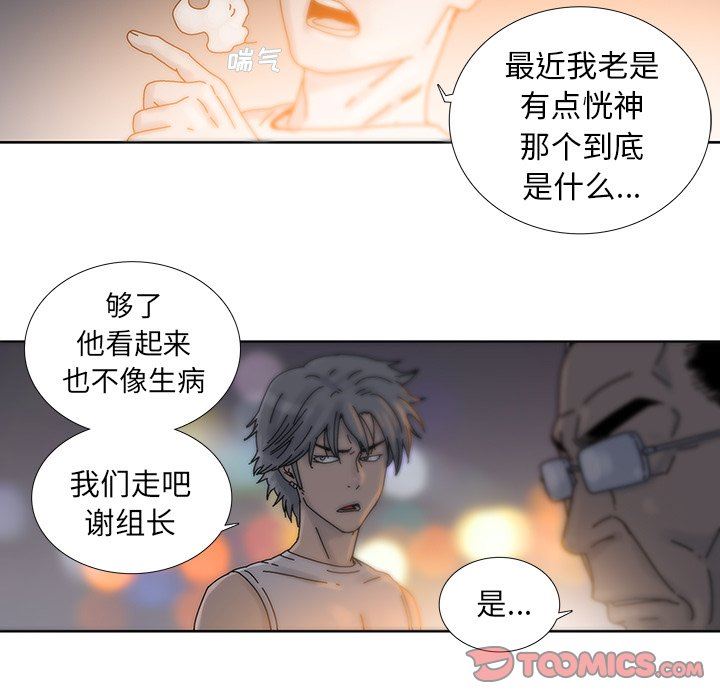 喘气
最近我老是
有点恍神
那个到底
是什么...
够了
他看起来
也不像生病
我们走吧
谢组长
是...
TOOMICS.COM